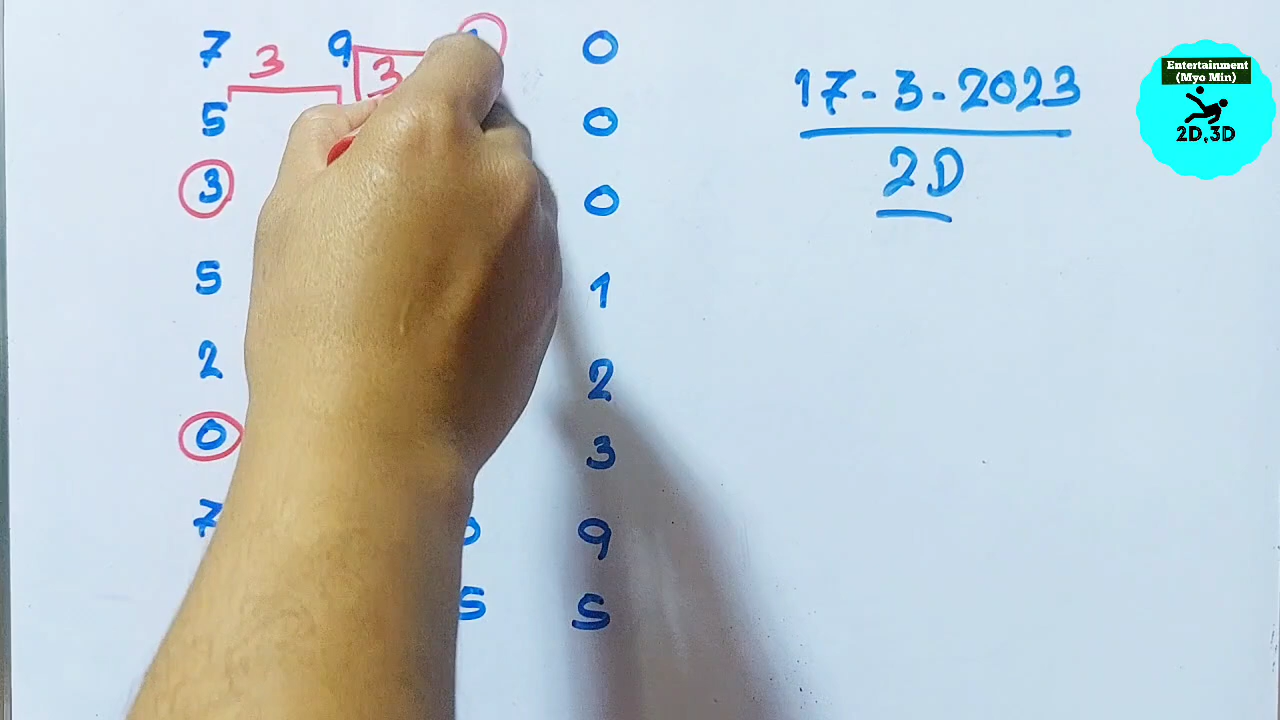 7 3 9 3 0
5 0
3 0
5 1
2 2
0 3
7 9
5 5
17-3-2023
2D
Entertainment
(Myo Min)
2D,3D